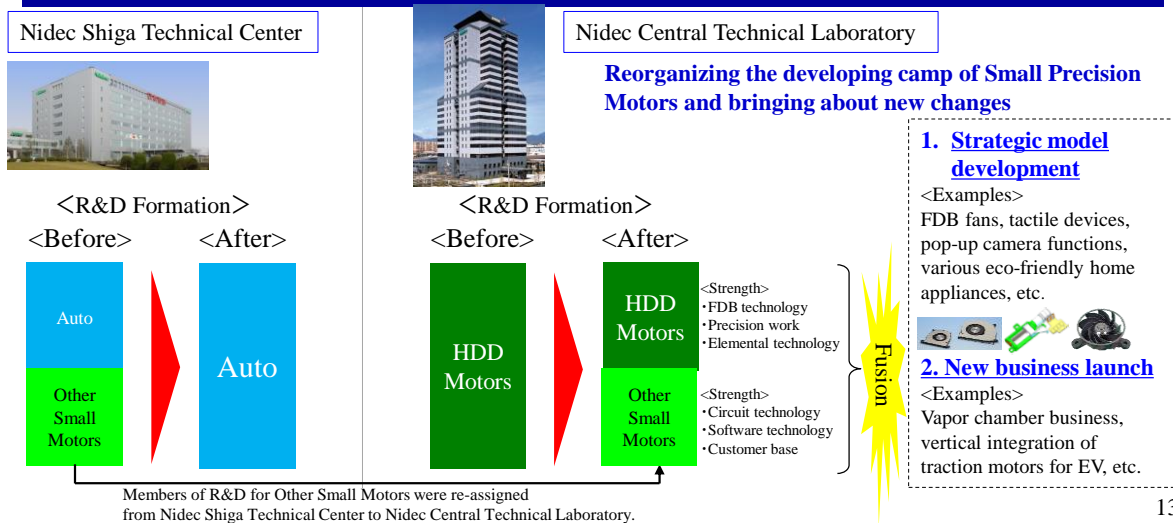 Nidec Shiga Technical Center
Nidec Central Technical Laboratory
Reorganizing the developing camp of Small Precision
Motors and bringing about new changes
<R&D Formation>
<Before>
<After>
Auto
Other
Small
Motors
Auto
<R&D Formation>
<Before>
<After>
HDD
Motors
HDD
Motors
Other
Small
Motors
<Strength>
・FDB technology
・Precision work
・Elemental technology
<Strength>
・Circuit technology
・Software technology
・Customer base
Fusion
1. Strategic model
development
<Examples>
FDB fans, tactile devices,
pop-up camera functions,
various eco-friendly home
appliances, etc.
2. New business launch
<Examples>
Vapor chamber business,
vertical integration of
traction motors for EV, etc.
Members of R&D for Other Small Motors were re-assigned
from Nidec Shiga Technical Center to Nidec Central Technical Laboratory.
13